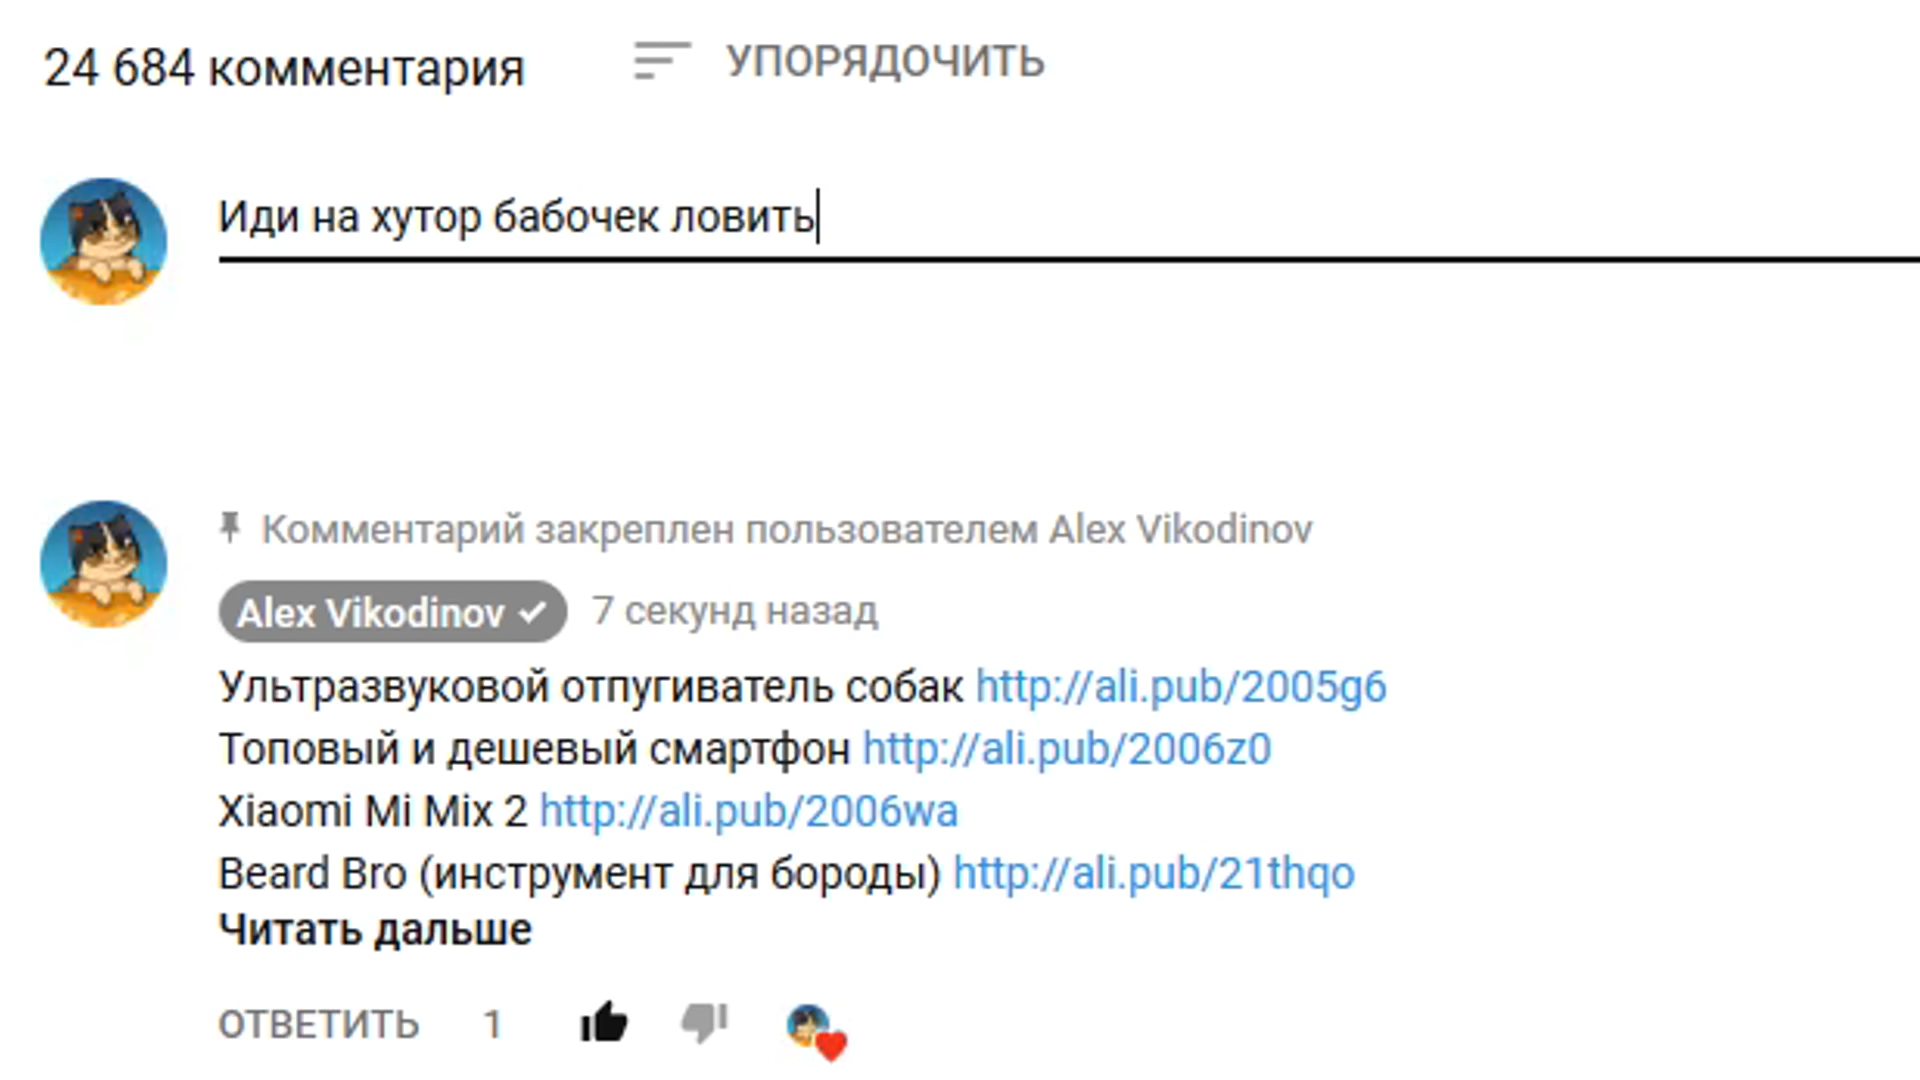 24 684 комментария
УПОРЯДОЧИТЬ
Иди на хутор бабочек ловить
Комментарий закреплен пользователем Alex Vikodinov
Alex Vikodinov 7 секунд назад
Ультразвуковой отпугиватель собак http://ali.pub/2005g6
Топовый и дешевый смартфон http://ali.pub/2006z0
Xiaomi Mi Mix 2 http://ali.pub/2006wa
Beard Bro (инструмент для бороды) http://ali.pub/21thqo
Читать дальше
ОТВЕТИТЬ 1